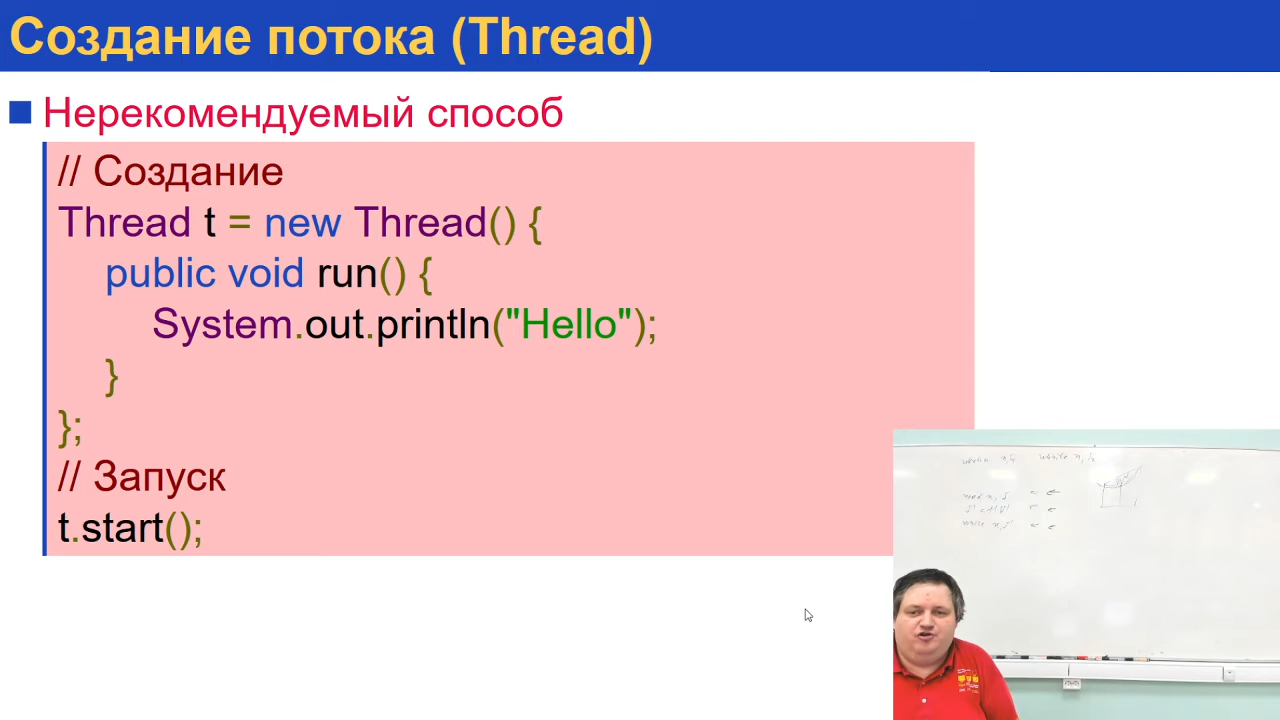 Создание потока (Thread)
Нерекомендуемый способ
// Создание
Thread t = new Thread() {
public void run() {
System.out.println("Hello");
}
};
// Запуск
t.start();